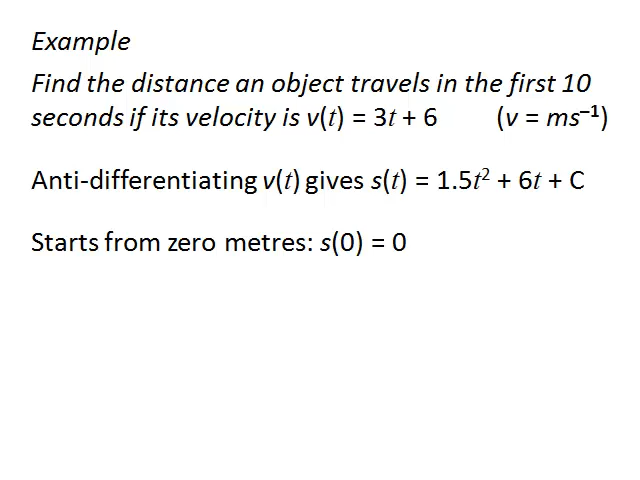 Example
Find the distance an object travels in the first 10
seconds if its velocity is v(t) = 3t + 6 (v = ms⁻¹)
Anti-differentiating v(t) gives s(t) = 1.5t² + 6t + C
Starts from zero metres: s(0) = 0